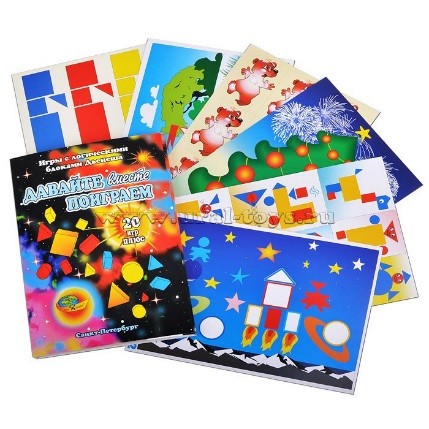 Игры с логическими
блоками Дьенеша
ДАВАЙТЕ вместе
ПОИГРАЕМ
20
игр
плюс
Санкт-Петербург